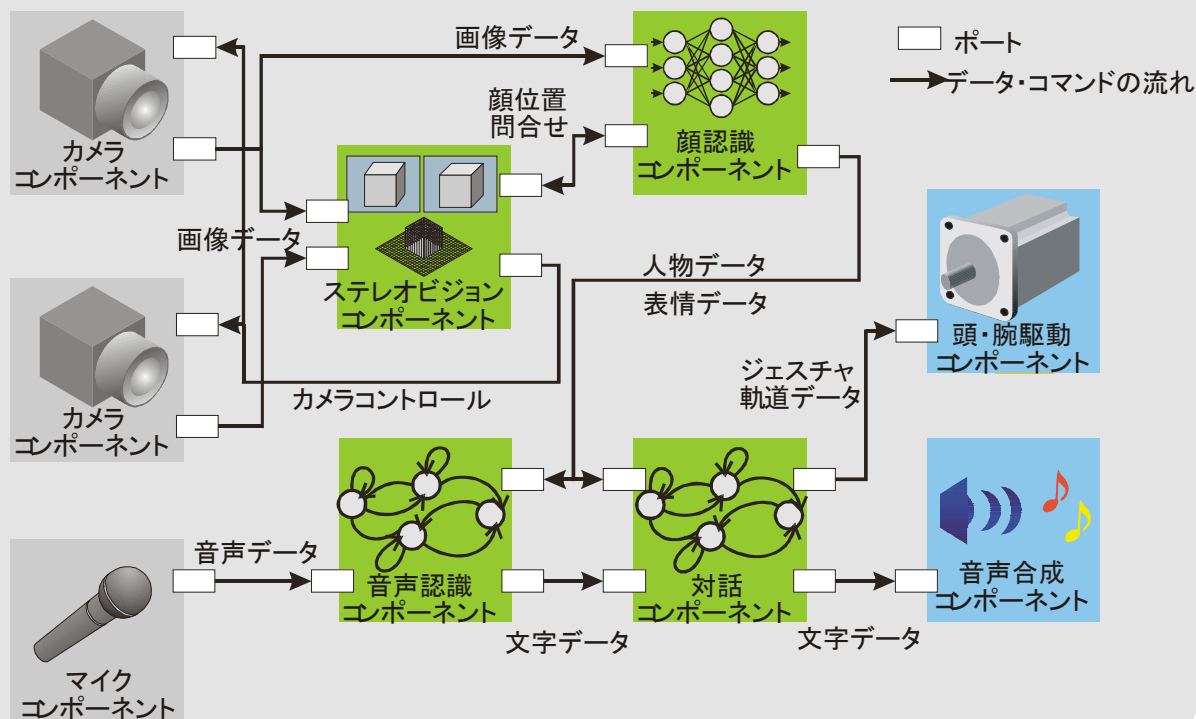 画像データ
ポート
データ・コマンドの流れ
顔位置
問合せ
カメラ
コンポーネント
顔認識
コンポーネント
画像データ
ステレオビジョン
コンポーネント
人物データ
表情データ
頭・腕駆動
コンポーネント
カメラ
コンポーネント
カメラコントロール
ジェスチャ
軌道データ
音声データ
音声認識
コンポーネント
対話
コンポーネント
音声合成
コンポーネント
文字データ
文字データ
マイク
コンポーネント